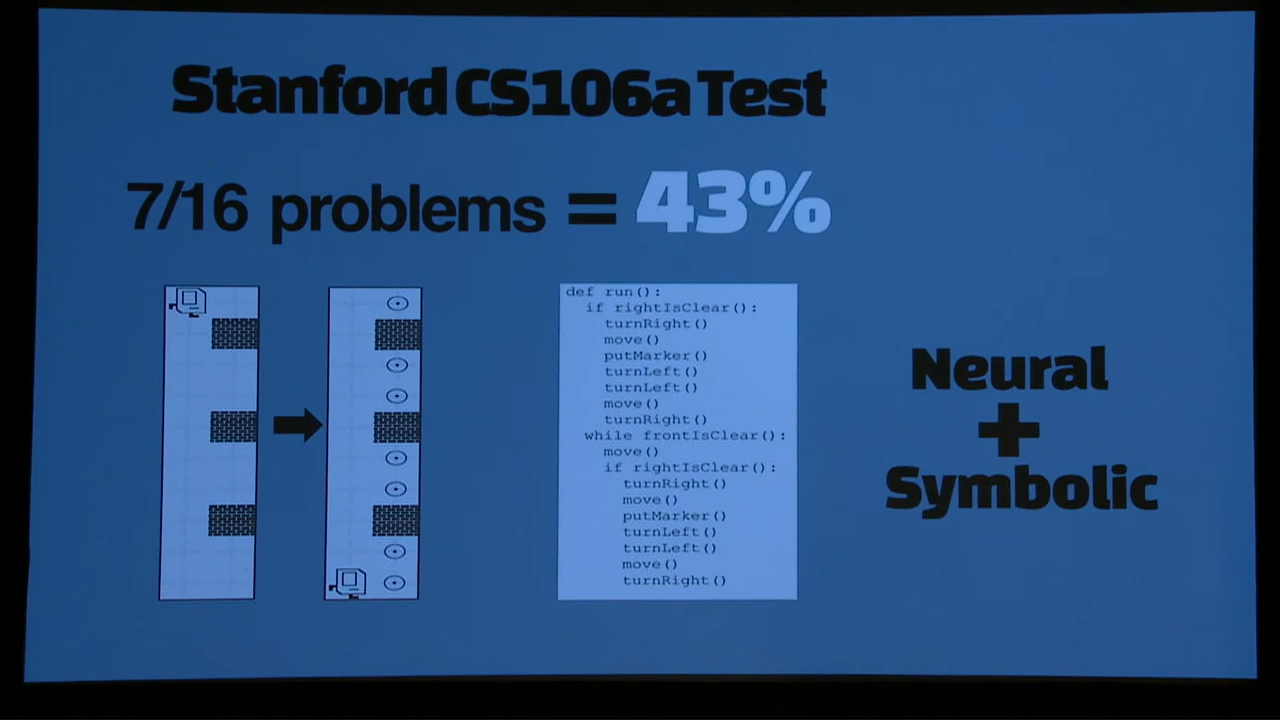 Stanford CS106a Test
7/16 problems = 43%
def run():
if rightIsClear():
turnRight()
move()
putMarker()
turnLeft()
turnLeft()
move()
turnRight()
while frontIsClear():
move()
if rightIsClear():
turnRight()
move()
putMarker()
turnLeft()
turnLeft()
move()
turnRight()
Neural
+
Symbolic